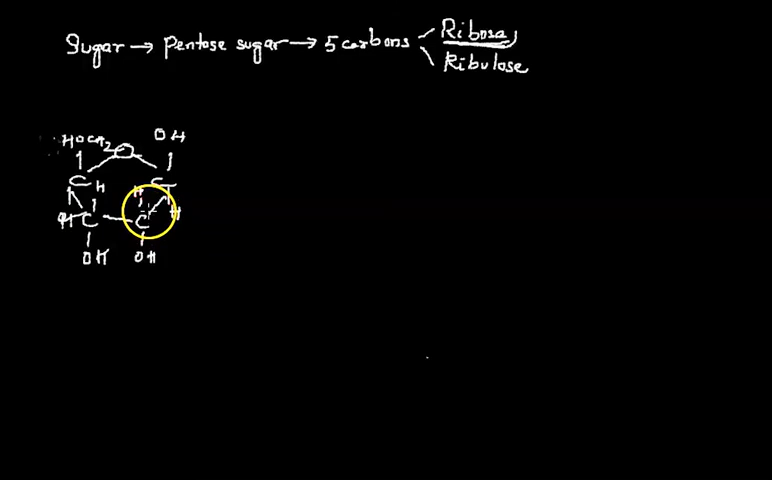 Sugar → Pentose sugar → 5 carbons Ribose
Ribulose
HOCH2 O OH
C H H C
H C C H
OH OH